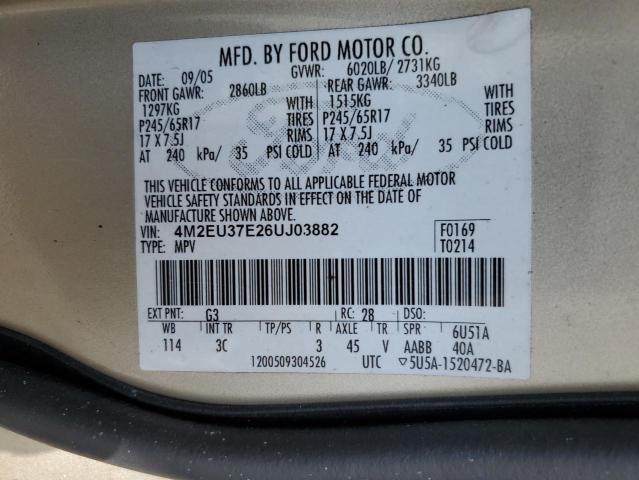 MFD. BY FORD MOTOR CO.
DATE: 09/05 GVWR: 6020LB/ 2731KG
FRONT GAWR: 2860LB REAR GAWR: 3340LB
1297KG WITH 1515KG WITH
P245/65R17 TIRES P245/65R17 TIRES
17 X 7.5J RIMS 17 X 7.5J RIMS
AT 240 kPa/ 35 PSI COLD AT 240 kPa/ 35 PSI COLD
THIS VEHICLE CONFORMS TO ALL APPLICABLE FEDERAL MOTOR
VEHICLE SAFETY STANDARDS IN EFFECT ON THE DATE OF
MANUFACTURE SHOWN ABOVE.
VIN: 4M2EU37E26UJ03882 F0169
TYPE: MPV T0214
EXT PNT: G3 RC: 28 DSO:
WB INT TR TP/PS R AXLE TR SPR 6U51A
114 3C 3 45 V AABB 40A
1200509304526 UTC ▽5U5A-1520472-BA